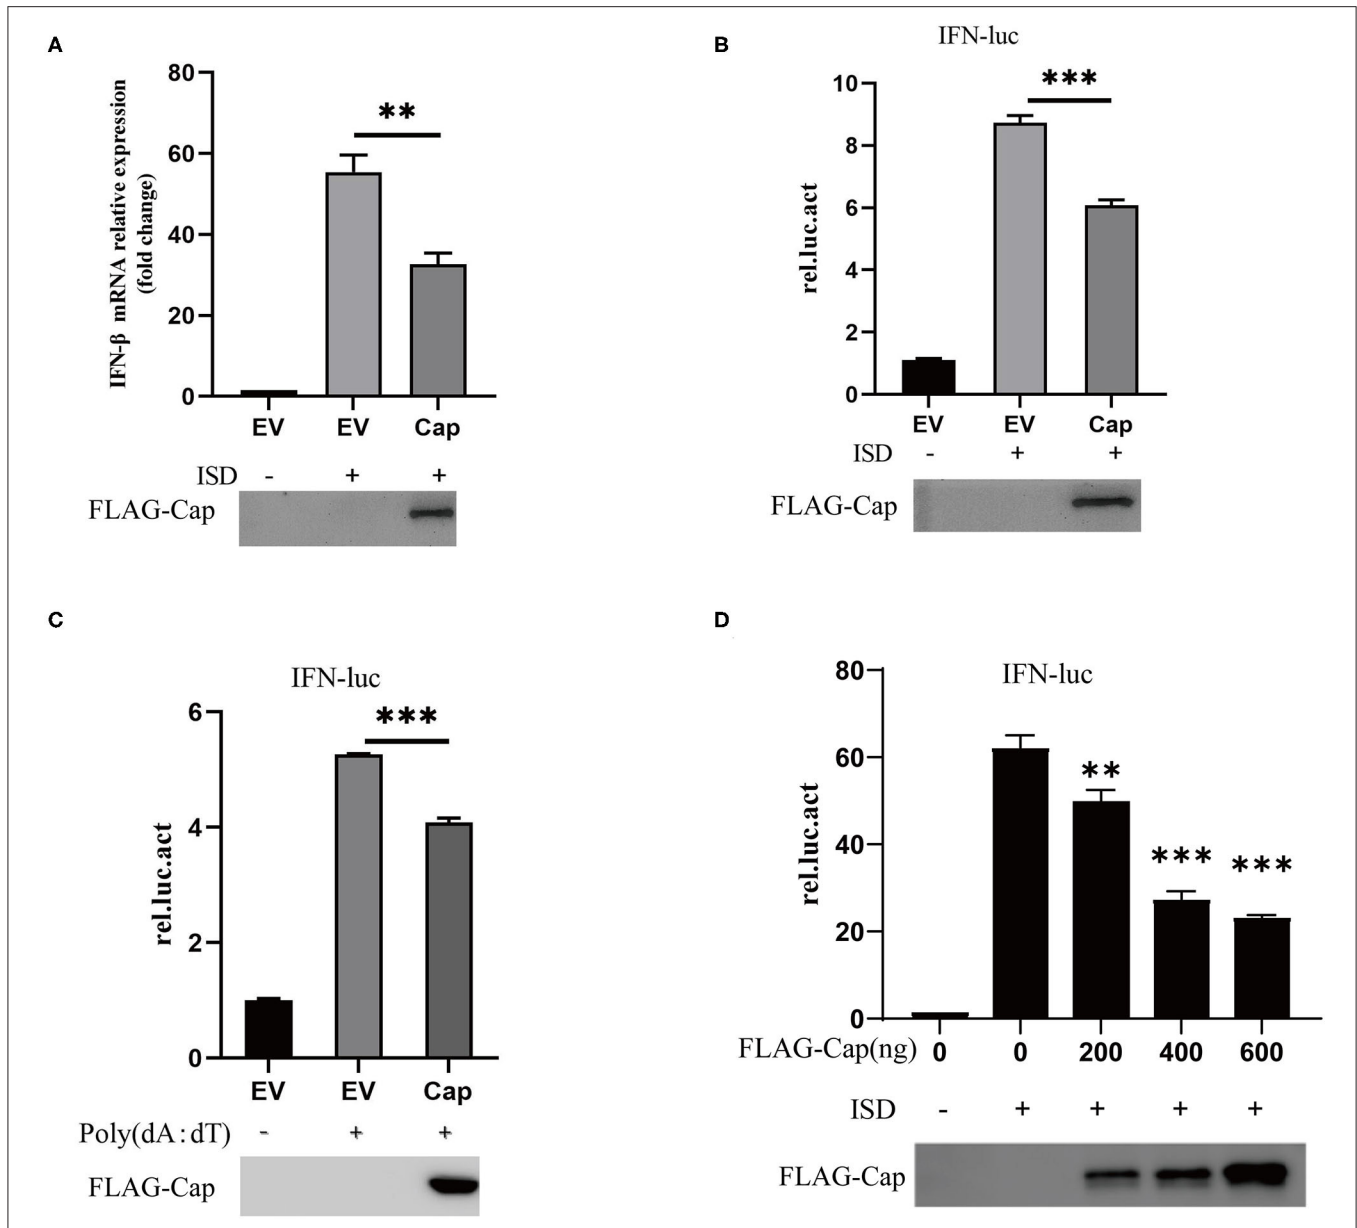 A
IFN-β mRNA relative expression
(fold change)
80
60
40
20
0
**
EV EV Cap
ISD - + +
FLAG-Cap
B
IFN-luc
rel.luc.act
10
8
6
4
2
0
***
EV EV Cap
ISD - + +
FLAG-Cap
C
IFN-luc
rel.luc.act
6
4
2
0
***
EV EV Cap
Poly(dA:dT) - + +
FLAG-Cap
D
IFN-luc
rel.luc.act
80
60
40
20
0
** *** ***
FLAG-Cap(ng) 0 0 200 400 600
ISD - + + + +
FLAG-Cap